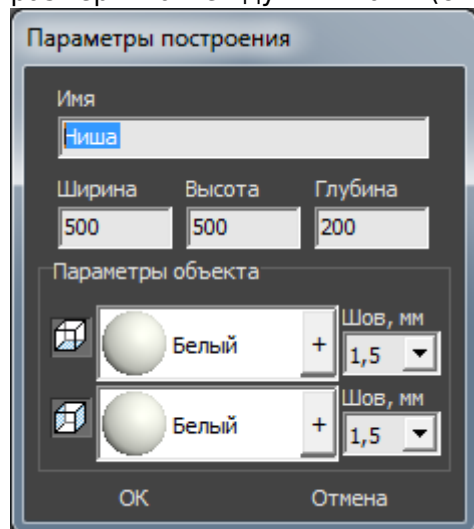 Параметры построения
Имя
Ниша
Ширина Высота Глубина
500 500 200
Параметры объекта
Шов, мм
Белый + 1,5
Шов, мм
Белый + 1,5
ОК Отмена